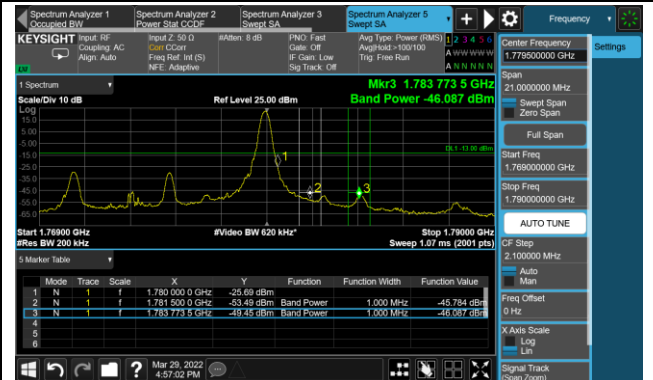 Spectrum Analyzer 1
Occupied BW
Spectrum Analyzer 2
Power Stat CCDF
Spectrum Analyzer 3
Swept SA
Spectrum Analyzer 5
Swept SA
Frequency
KEYSIGHT
Input: RF
Coupling: AC
Align: Auto
Input Z: 50 Ω
Corr CCorr
Freq Ref: Int (S)
NFE: Adaptive
#Atten: 8 dB
PNO: Fast
Gate: Off
IF Gain: Low
Sig Track: Off
Avg Type: Power (RMS)
Avg|Hold:>100/100
Trig: Free Run
1 2 3 4 5 6
A W W W W W
A N N N N N
1 Spectrum
Scale/Div 10 dB
Ref Level 25.00 dBm
Mkr3 1.783 773 5 GHz
Band Power -46.087 dBm
Log
15.0
5.00
-5.00
-15.0
-25.0
-35.0
-45.0
-55.0
-65.0
DL1 -13.00 dBm
1
2
3
Start 1.76900 GHz
#Res BW 200 kHz
#Video BW 620 kHz*
Stop 1.79000 GHz
Sweep 1.07 ms (2001 pts)
5 Marker Table
Mode Trace Scale X Y Function Function Width Function Value
1 N 1 f 1.780 000 0 GHz -25.69 dBm
2 N 1 f 1.781 500 0 GHz -53.49 dBm Band Power 1.000 MHz -45.784 dBm
3 N 1 f 1.783 773 5 GHz -49.45 dBm Band Power 1.000 MHz -46.087 dBm
4
5
6
Mar 29, 2022
4:57:02 PM
Center Frequency
1.779500000 GHz
Settings
Span
21.0000000 MHz
Swept Span
Zero Span
Full Span
Start Freq
1.769000000 GHz
Stop Freq
1.790000000 GHz
AUTO TUNE
CF Step
2.100000 MHz
Auto
Man
Freq Offset
0 Hz
X Axis Scale
Log
Lin
Signal Track
(Span Zoom)